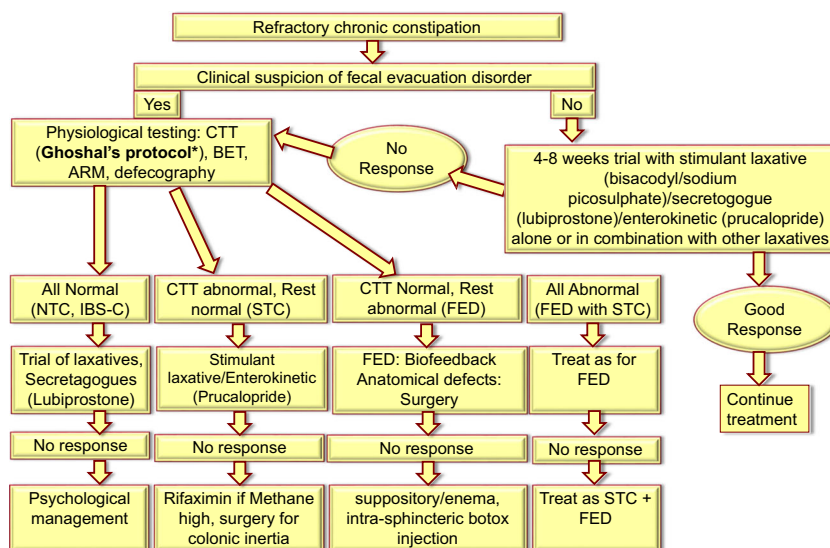 Refractory chronic constipation
Clinical suspicion of fecal evacuation disorder
Yes
No
Physiological testing: CTT
(Ghoshal's protocol*), BET,
ARM, defecography
No
Response
4-8 weeks trial with stimulant laxative
(bisacodyl/sodium
picosulphate)/secretogogue
(lubiprostone)/enterokinetic (prucalopride)
alone or in combination with other laxatives
All Normal
(NTC, IBS-C)
CTT abnormal, Rest
normal (STC)
CTT Normal, Rest
abnormal (FED)
All Abnormal
(FED with STC)
Good
Response
Trial of laxatives,
Secretagogues
(Lubiprostone)
Stimulant
laxative/Enterokinetic
(Prucalopride)
FED: Biofeedback
Anatomical defects:
Surgery
Treat as for
FED
Continue
treatment
No response
No response
No response
No response
Psychological
management
Rifaximin if Methane
high, surgery for
colonic inertia
suppository/enema,
intra-sphincteric botox
injection
Treat as STC +
FED